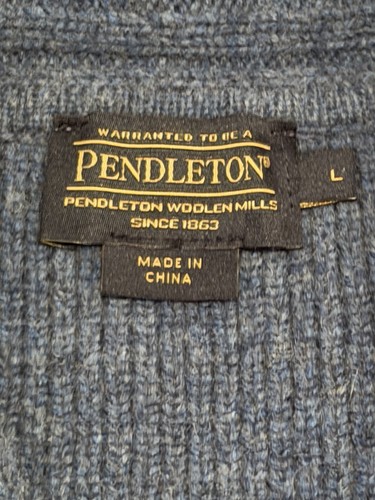 WARRANTED TO BE A
PENDLETON®
PENDLETON WOOLEN MILLS
SINCE 1863
L
MADE IN
CHINA